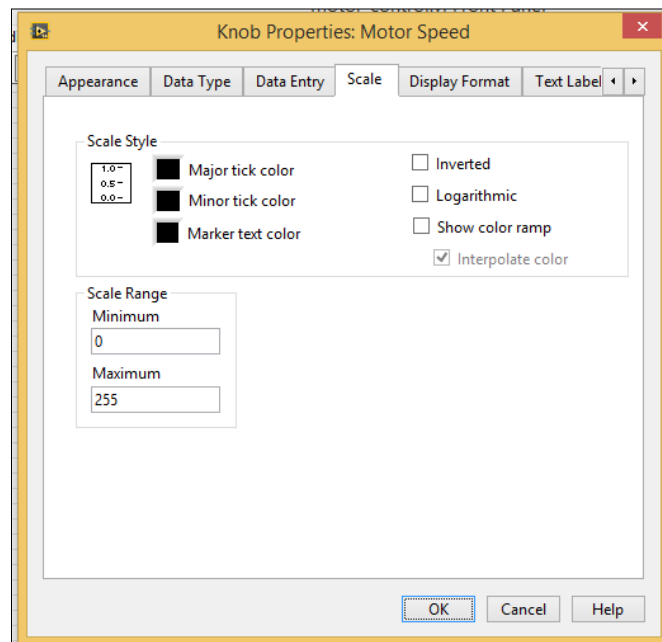 Knob Properties: Motor Speed
Appearance
Data Type
Data Entry
Scale
Display Format
Text Label
Scale Style
1.0
0.5
0.0
Major tick color
Minor tick color
Marker text color
Inverted
Logarithmic
Show color ramp
Interpolate color
Scale Range
Minimum
0
Maximum
255
OK
Cancel
Help